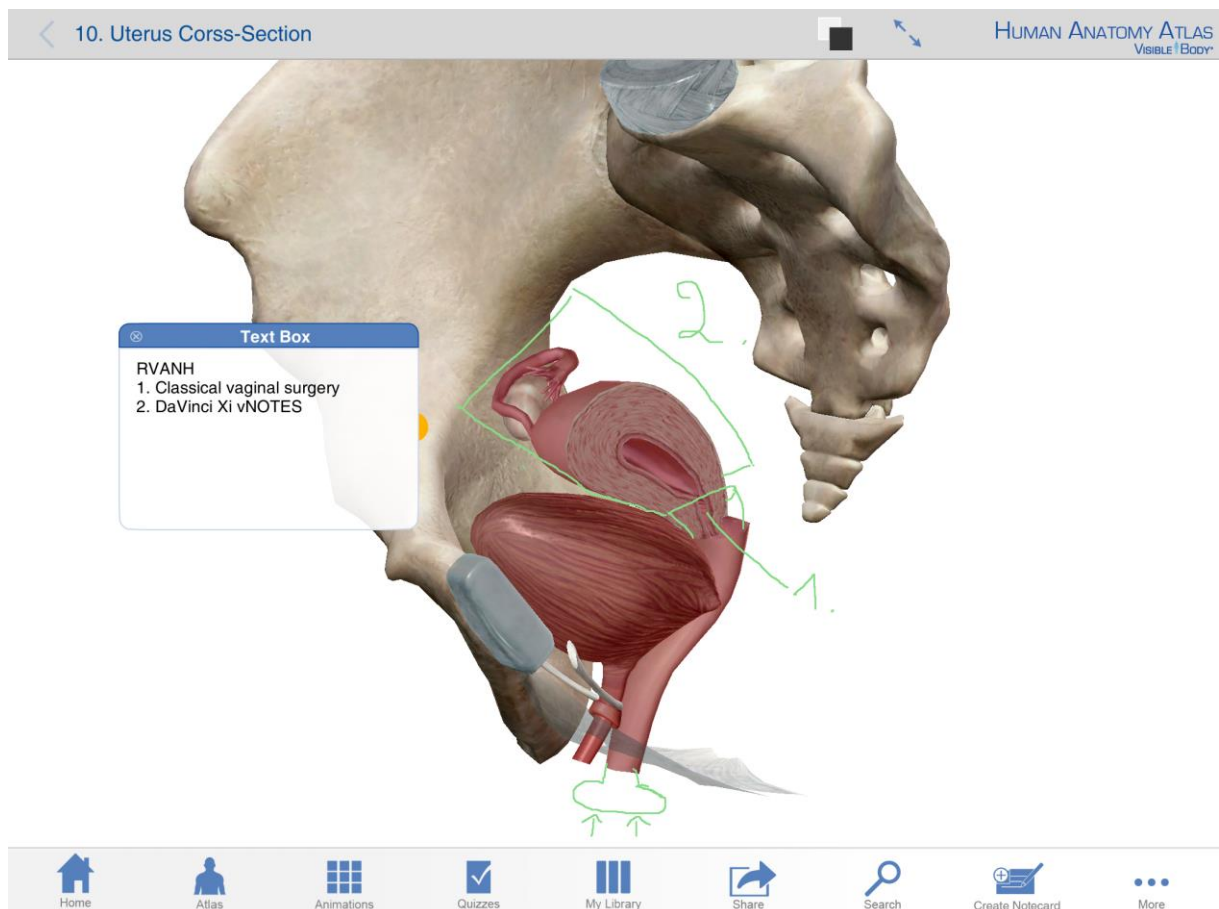 10. Uterus Corss-Section
HUMAN ANATOMY ATLAS
VISIBLE BODY
Text Box
RVANH
1. Classical vaginal surgery
2. DaVinci Xi vNOTES
2.
1.
Home
Atlas
Animations
Quizzes
My Library
Share
Search
Create Notecard
More